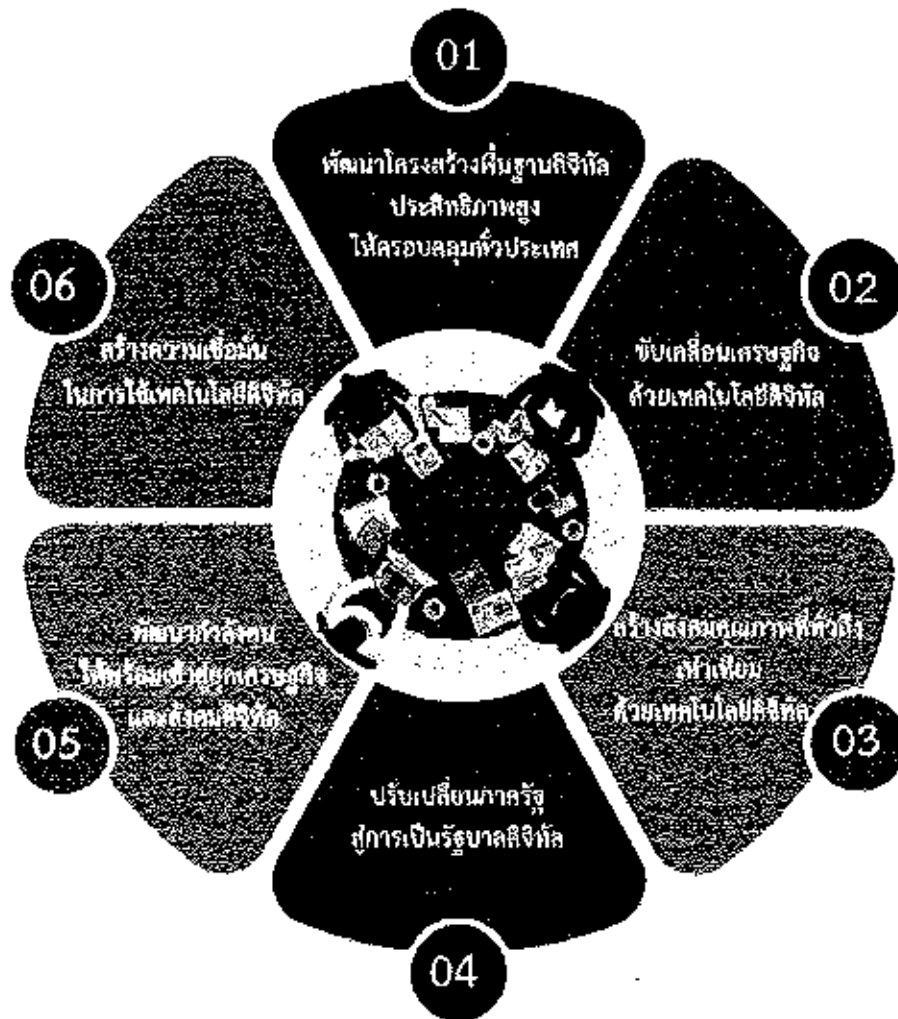 01
พัฒนาโครงสร้างพื้นฐานดิจิทัล
ประสิทธิภาพสูง
ให้ครอบคลุมทั่วประเทศ
02
ขับเคลื่อนเศรษฐกิจ
ด้วยเทคโนโลยีดิจิทัล
03
สร้างสังคมคุณภาพที่ทั่วถึง
เท่าเทียม
ด้วยเทคโนโลยีดิจิทัล
04
ปรับเปลี่ยนภาครัฐ
สู่การเป็นรัฐบาลดิจิทัล
05
พัฒนากำลังคน
ให้พร้อมเข้าสู่ยุคเศรษฐกิจ
และสังคมดิจิทัล
06
สร้างความเชื่อมั่น
ในการใช้เทคโนโลยีดิจิทัล